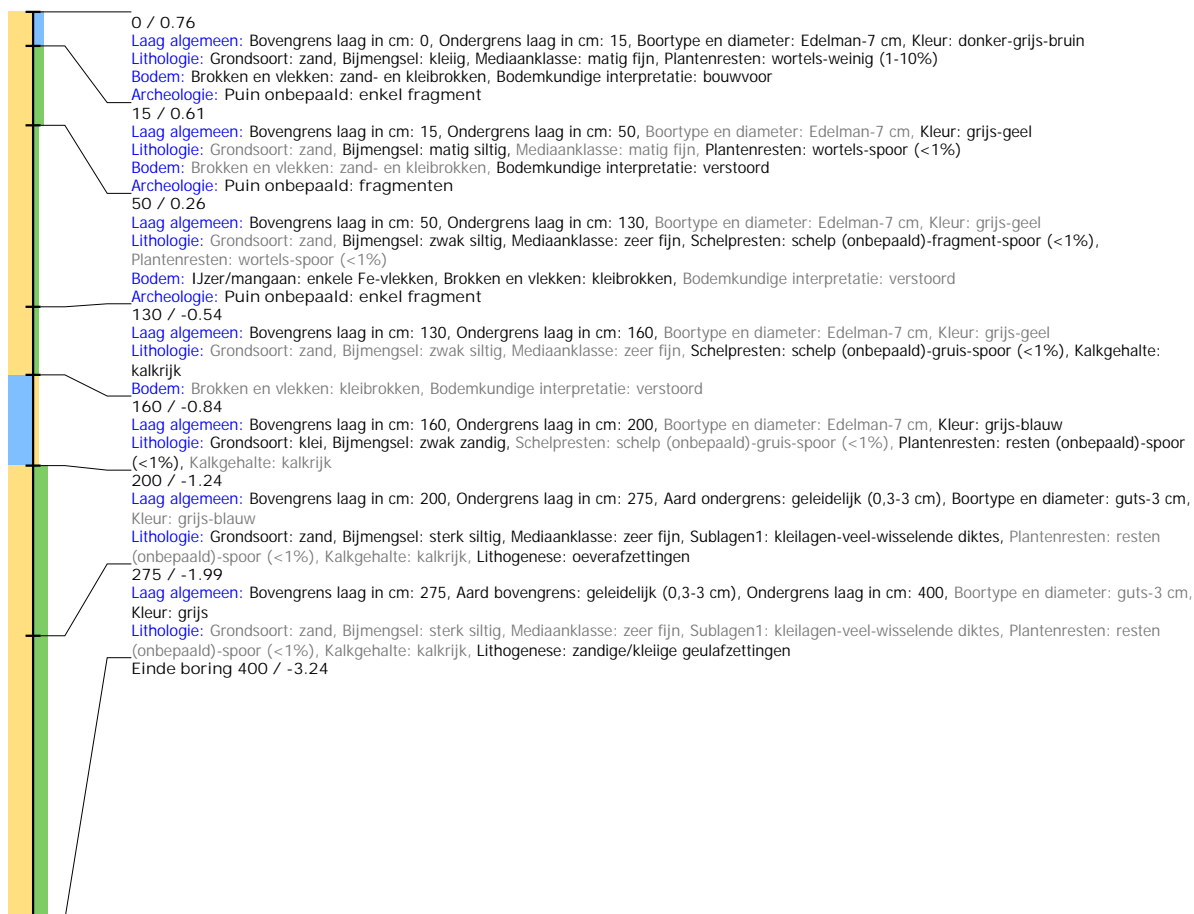 0 / 0.76
Laag algemeen: Bovengrens laag in cm: 0, Ondergrens laag in cm: 15, Boortype en diameter: Edelman-7 cm, Kleur: donker-grijs-bruin
Lithologie: Grondsoort: zand, Bijmengsel: kleiig, Mediaanklasse: matig fijn, Plantenresten: wortels-weinig (1-10%)
Bodem: Brokken en vlekken: zand- en kleibrokken, Bodemkundige interpretatie: bouwvoor
Archeologie: Puin onbepaald: enkel fragment
15 / 0.61
Laag algemeen: Bovengrens laag in cm: 15, Ondergrens laag in cm: 50, Boortype en diameter: Edelman-7 cm, Kleur: grijs-geel
Lithologie: Grondsoort: zand, Bijmengsel: matig siltig, Mediaanklasse: matig fijn, Plantenresten: wortels-spoor (<1%)
Bodem: Brokken en vlekken: zand- en kleibrokken, Bodemkundige interpretatie: verstoord
Archeologie: Puin onbepaald: fragmenten
50 / 0.26
Laag algemeen: Bovengrens laag in cm: 50, Ondergrens laag in cm: 130, Boortype en diameter: Edelman-7 cm, Kleur: grijs-geel
Lithologie: Grondsoort: zand, Bijmengsel: zwak siltig, Mediaanklasse: zeer fijn, Schelpresten: schelp (onbepaald)-fragment-spoor (<1%),
Plantenresten: wortels-spoor (<1%)
Bodem: IJzer/mangaan: enkele Fe-vlekken, Brokken en vlekken: kleibrokken, Bodemkundige interpretatie: verstoord
Archeologie: Puin onbepaald: enkel fragment
130 / -0.54
Laag algemeen: Bovengrens laag in cm: 130, Ondergrens laag in cm: 160, Boortype en diameter: Edelman-7 cm, Kleur: grijs-geel
Lithologie: Grondsoort: zand, Bijmengsel: zwak siltig, Mediaanklasse: zeer fijn, Schelpresten: schelp (onbepaald)-gruis-spoor (<1%), Kalkgehalte:
kalkrijk
Bodem: Brokken en vlekken: kleibrokken, Bodemkundige interpretatie: verstoord
160 / -0.84
Laag algemeen: Bovengrens laag in cm: 160, Ondergrens laag in cm: 200, Boortype en diameter: Edelman-7 cm, Kleur: grijs-blauw
Lithologie: Grondsoort: klei, Bijmengsel: zwak zandig, Schelpresten: schelp (onbepaald)-gruis-spoor (<1%), Plantenresten: resten (onbepaald)-spoor
(<1%), Kalkgehalte: kalkrijk
200 / -1.24
Laag algemeen: Bovengrens laag in cm: 200, Ondergrens laag in cm: 275, Aard ondergrens: geleidelijk (0,3-3 cm), Boortype en diameter: guts-3 cm,
Kleur: grijs-blauw
Lithologie: Grondsoort: zand, Bijmengsel: sterk siltig, Mediaanklasse: zeer fijn, Sublagen1: kleilagen-veel-wisselende diktes, Plantenresten: resten
(onbepaald)-spoor (<1%), Kalkgehalte: kalkrijk, Lithogenese: oeverafzettingen
275 / -1.99
Laag algemeen: Bovengrens laag in cm: 275, Aard bovengrens: geleidelijk (0,3-3 cm), Ondergrens laag in cm: 400, Boortype en diameter: guts-3 cm,
Kleur: grijs
Lithologie: Grondsoort: zand, Bijmengsel: sterk siltig, Mediaanklasse: zeer fijn, Sublagen1: kleilagen-veel-wisselende diktes, Plantenresten: resten
(onbepaald)-spoor (<1%), Kalkgehalte: kalkrijk, Lithogenese: zandige/kleiige geulafzettingen
Einde boring 400 / -3.24